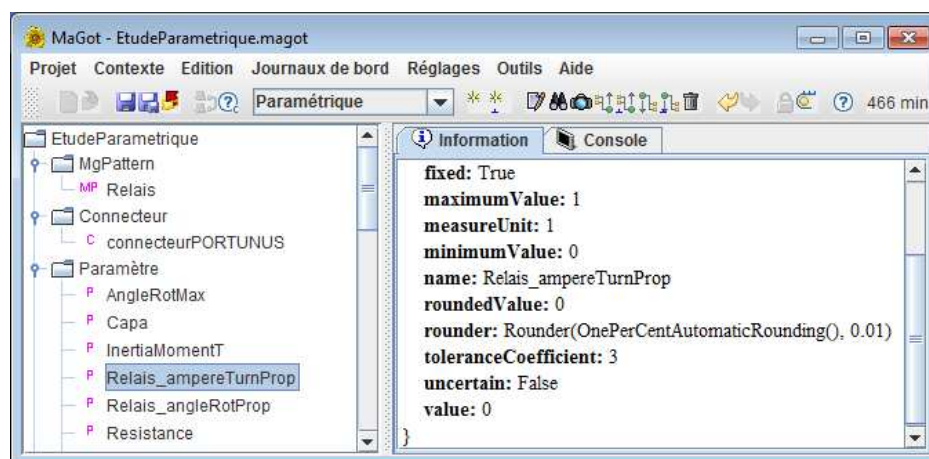 MaGot - EtudeParametrique.magot
Projet Contexte Edition Journaux de bord Réglages Outils Aide
Paramétrique
466 min
EtudeParametrique
MgPattern
MP Relais
Connecteur
C connecteurPORTUNUS
Paramètre
P AngleRotMax
P Capa
P InertiaMomentT
P Relais_ampereTurnProp
P Relais_angleRotProp
P Resistance
Information Console
fixed: True
maximumValue: 1
measureUnit: 1
minimumValue: 0
name: Relais_ampereTurnProp
roundedValue: 0
rounder: Rounder(OnePerCentAutomaticRounding(), 0.01)
toleranceCoefficient: 3
uncertain: False
value: 0
}